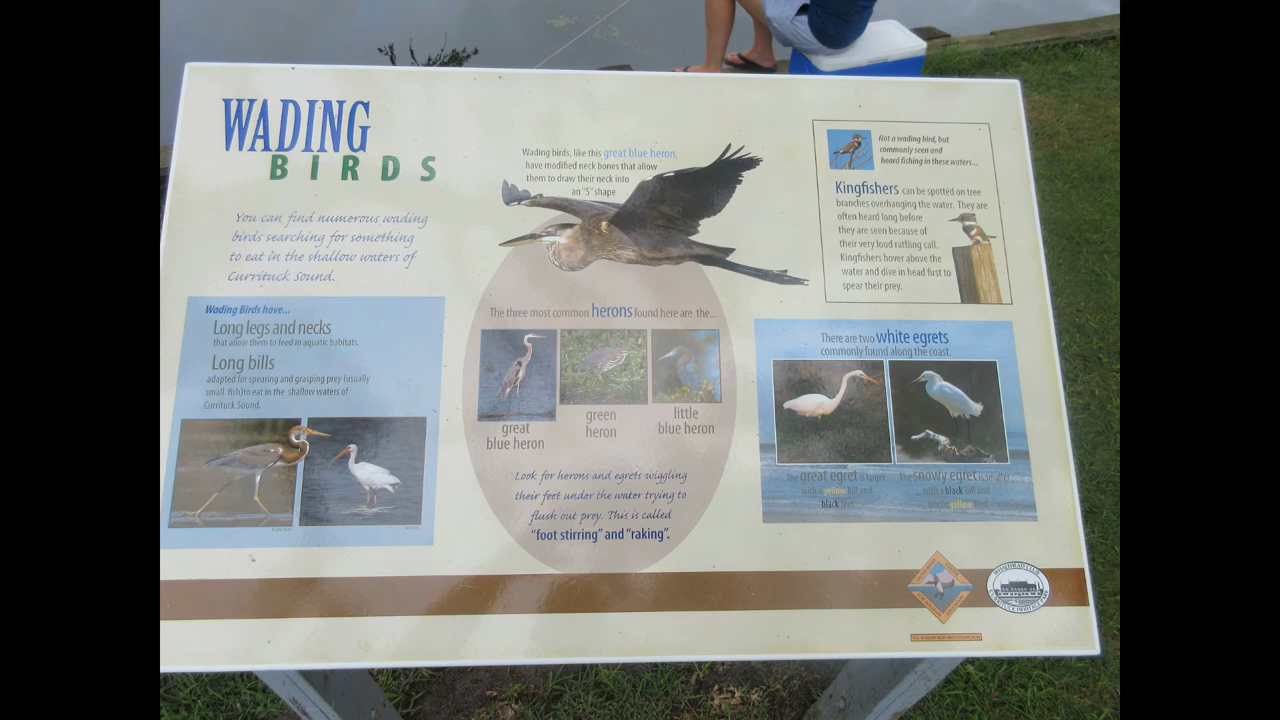 WADING
BIRDS
You can find numerous wading
birds searching for something
to eat in the shallow waters of
Currituck Sound.
Wading Birds have...
Long legs and necks
that allow them to feed in aquatic habitats.
Long bills
adapted for spearing and grasping prey (usually
small fish)to eat in the shallow waters of
Currituck Sound.
Wading birds, like this great blue heron,
have modified neck bones that allow
them to draw their neck into
an "S" shape
The three most common herons found here are the...
great
blue heron
green
heron
little
blue heron
Look for herons and egrets wiggling
their feet under the water trying to
flush out prey. This is called
"foot stirring" and "raking".
Not a wading bird, but
commonly seen and
heard fishing in these waters...
Kingfishers can be spotted on tree
branches overhanging the water. They are
often heard long before
they are seen because of
their very loud rattling call.
Kingfishers hover above the
water and dive in head first to
spear their prey.
There are two white egrets
commonly found along the coast.
The great egret is larger
with a yellow bill and
black feet
The snowy egret is smaller
with a black bill and
yellow feet
WHALEHEAD CLUB
CURRITUCK HERITAGE PARK